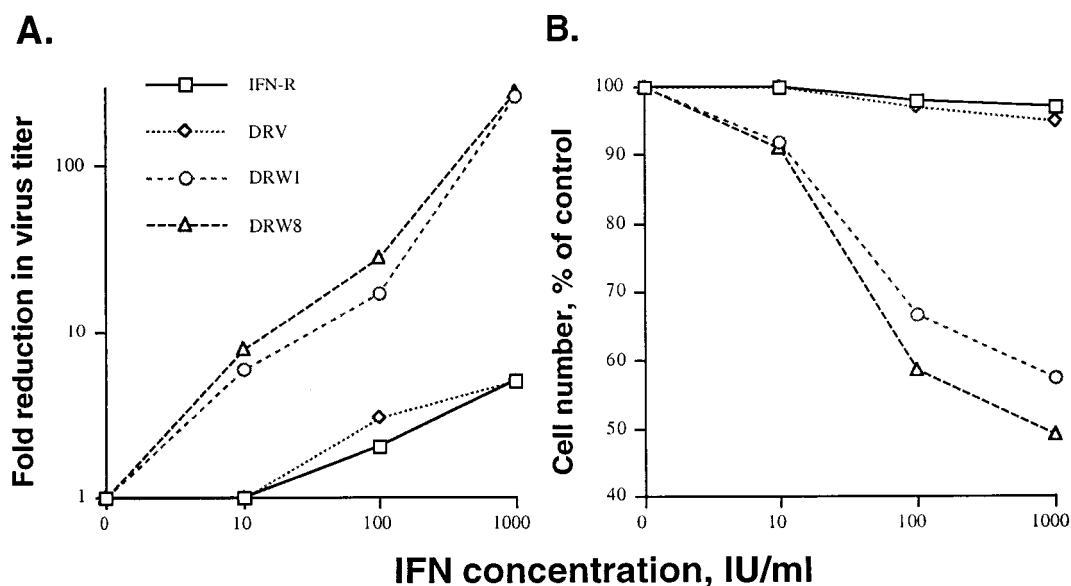 A.
B.
Fold reduction in virus titer
100
10
1
0
10
100
1000
IFN-R
DRV
DRW1
DRW8
Cell number, % of control
100
90
80
70
60
50
40
0
10
100
1000
IFN concentration, IU/ml